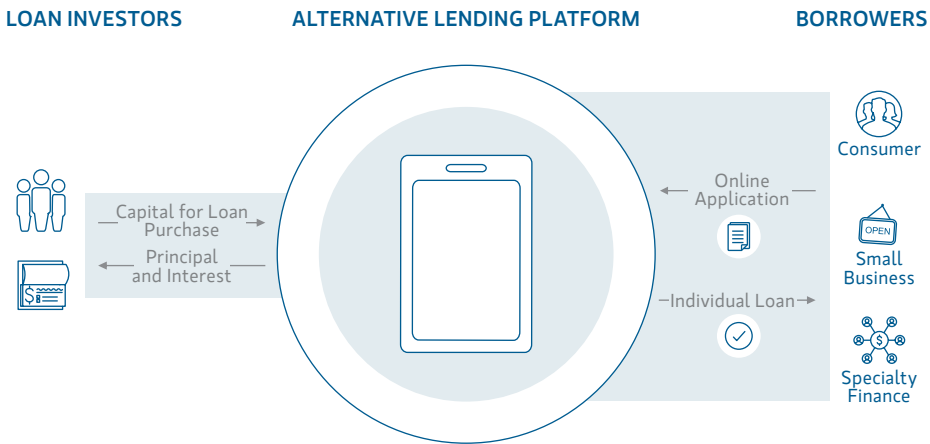 LOAN INVESTORS
ALTERNATIVE LENDING PLATFORM
BORROWERS
Capital for Loan
Purchase
Principal
and Interest
$
Online
Application
Individual Loan
Consumer
OPEN
Small
Business
$
Specialty
Finance